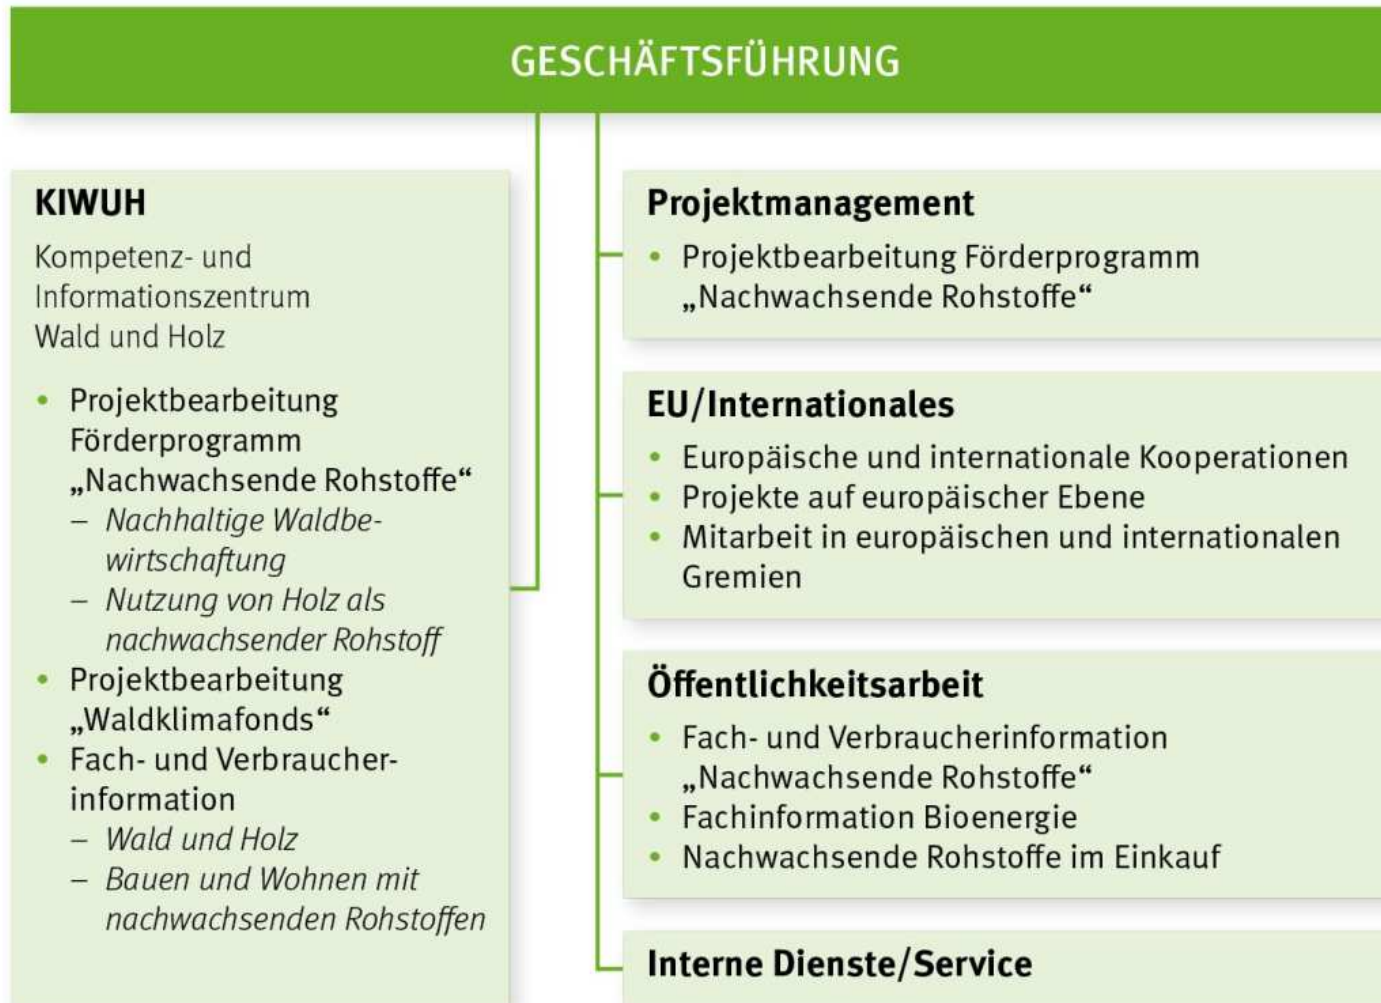 GESCHÄFTSFÜHRUNG
KIWUH
Kompetenz- und
Informationszentrum
Wald und Holz
• Projektbearbeitung
Förderprogramm
„Nachwachsende Rohstoffe“
– Nachhaltige Waldbe-
wirtschaftung
– Nutzung von Holz als
nachwachsender Rohstoff
• Projektbearbeitung
„Waldklimafonds“
• Fach- und Verbraucher-
information
– Wald und Holz
– Bauen und Wohnen mit
nachwachsenden Rohstoffen
Projektmanagement
• Projektbearbeitung Förderprogramm
„Nachwachsende Rohstoffe“
EU/Internationales
• Europäische und internationale Kooperationen
• Projekte auf europäischer Ebene
• Mitarbeit in europäischen und internationalen
Gremien
Öffentlichkeitsarbeit
• Fach- und Verbraucherinformation
„Nachwachsende Rohstoffe“
• Fachinformation Bioenergie
• Nachwachsende Rohstoffe im Einkauf
Interne Dienste/Service